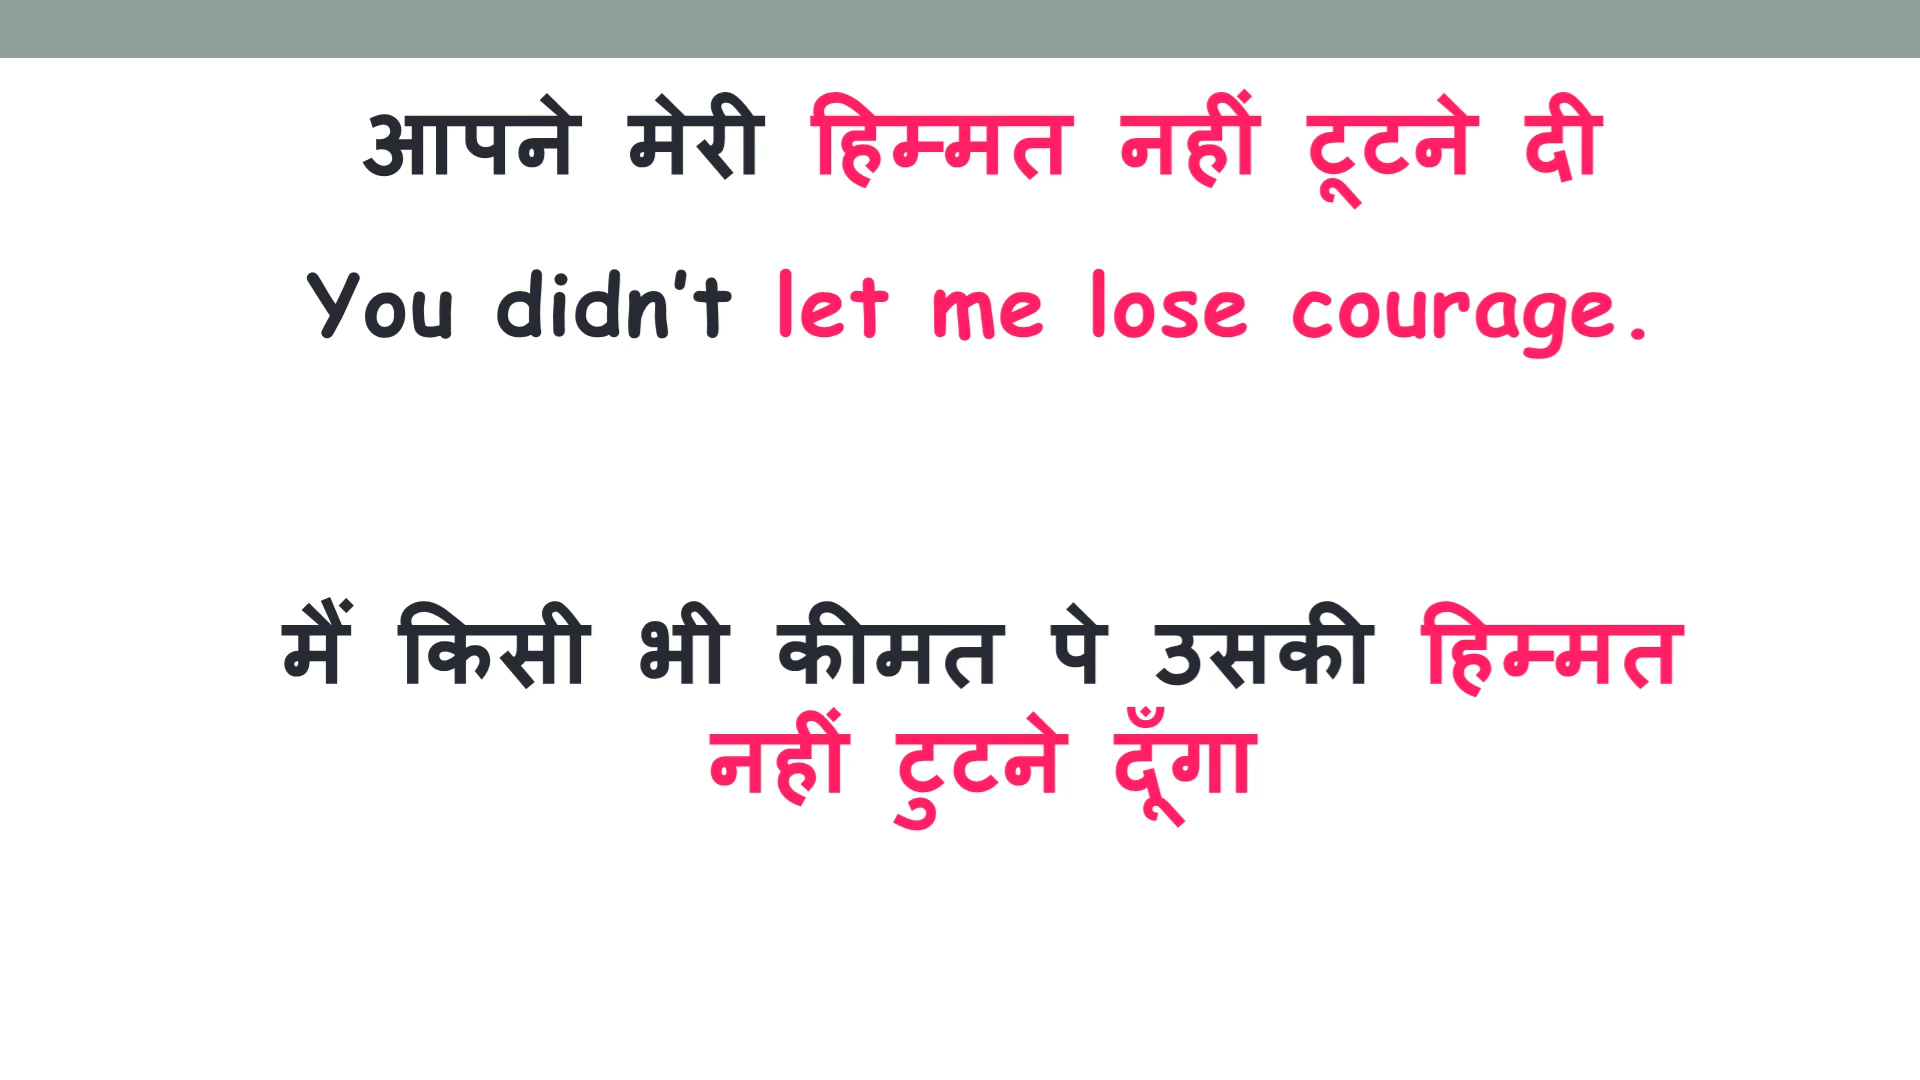 आपने मेरी हिम्मत नहीं टूटने दी
You didn't let me lose courage.
मैं किसी भी कीमत पे उसकी हिम्मत
नहीं टुटने दूँगा